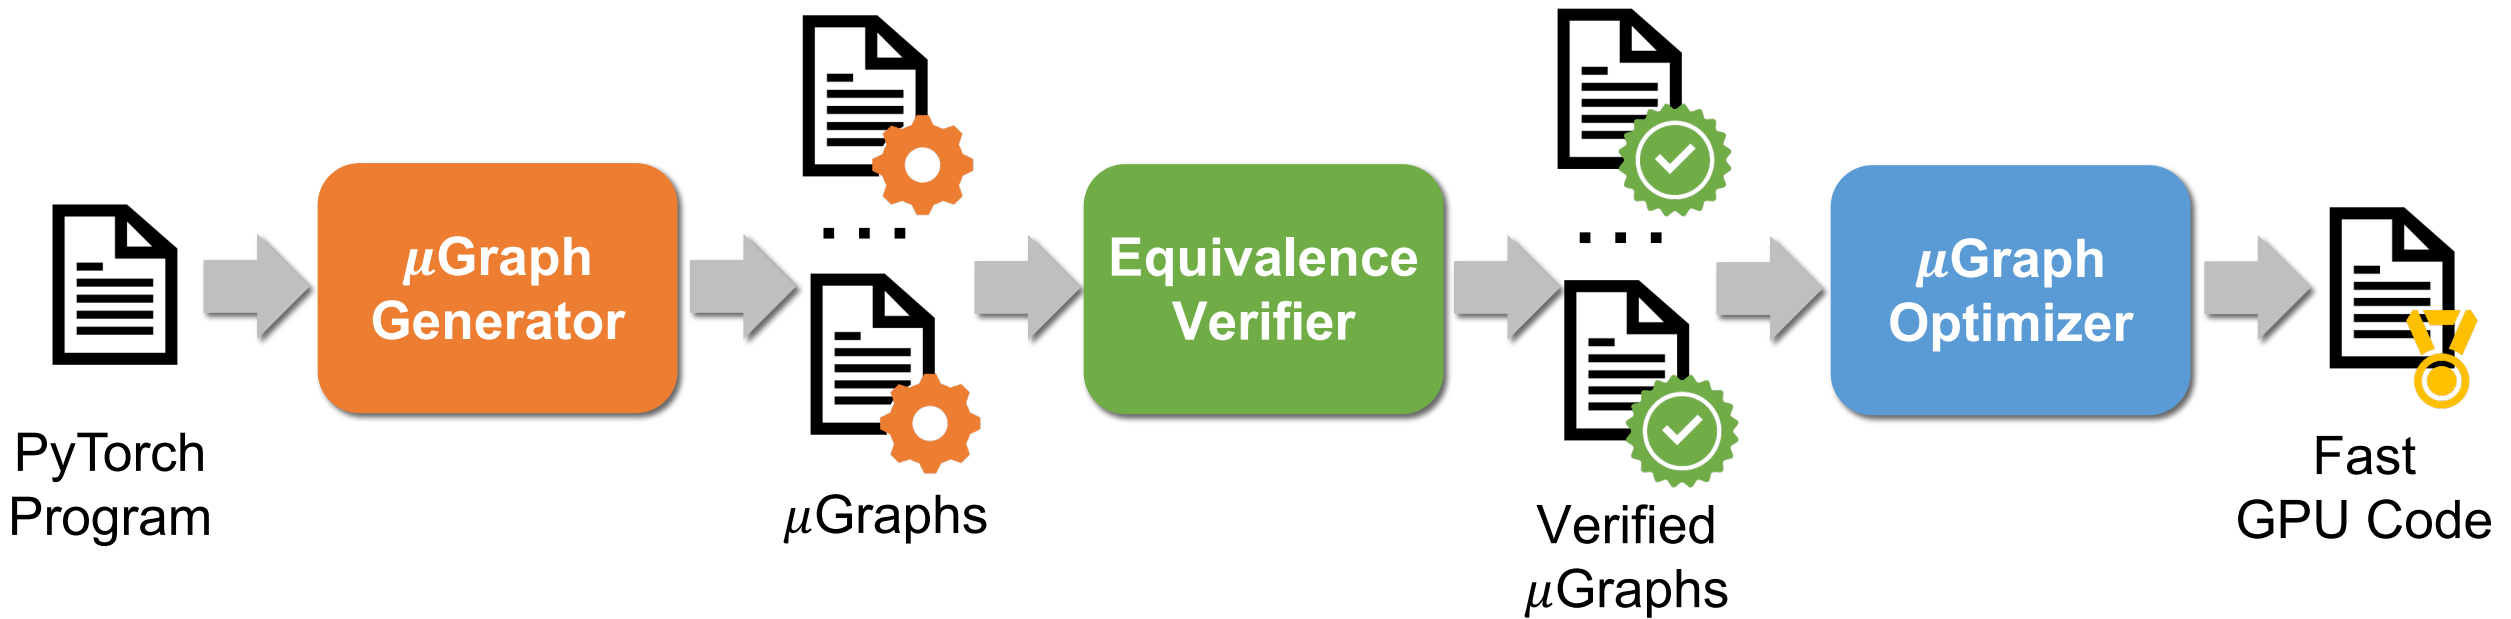 PyTorch
Program
μGraph
Generator
...
μGraphs
Equivalence
Verifier
...
Verified
μGraphs
μGraph
Optimizer
Fast
GPU Code